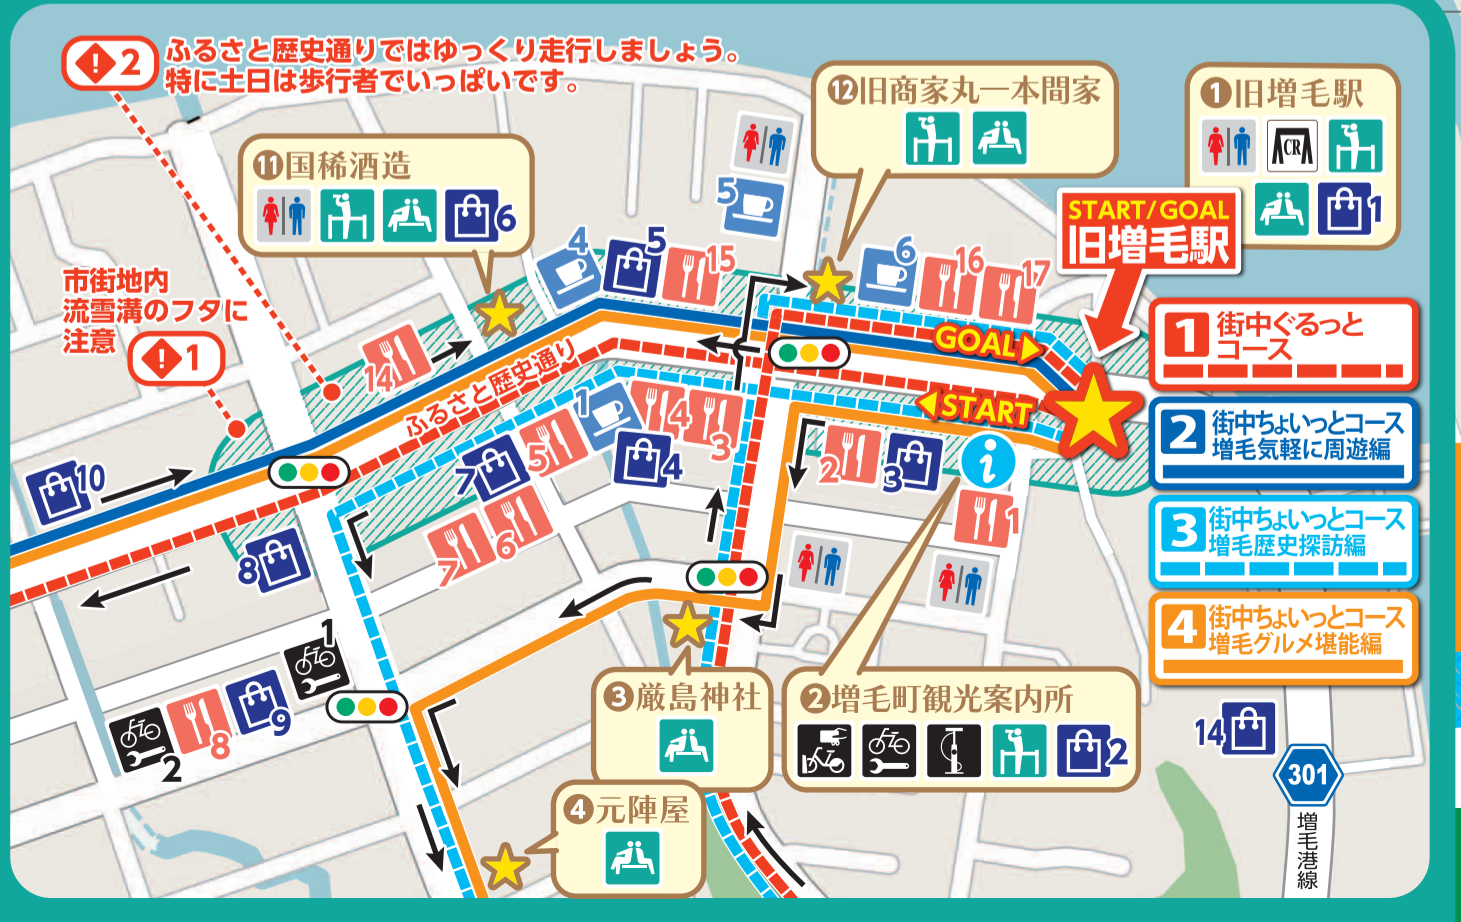 !2
ふるさと歴史通りではゆっくり走行しましょう。
特に土日は歩行者でいっぱいです。
⑪国稀酒造
6
⑫旧商家丸一本間家
①旧増毛駅
CR
1
START/GOAL
旧増毛駅
市街地内
流雪溝のフタに
注意
!1
4
5
15
5
6
16
17
14
ふるさと歴史通り
GOAL
START
1
4
3
5
7
4
2
3
i
1
10
8
7
6
1
2
8
9
③厳島神社
②増毛町観光案内所
2
④元陣屋
1
街中ぐるっと
コース
2
街中ちょいっとコース
増毛気軽に周遊編
3
街中ちょいっとコース
増毛歴史探訪編
4
街中ちょいっとコース
増毛グルメ堪能編
14
301
増毛港線